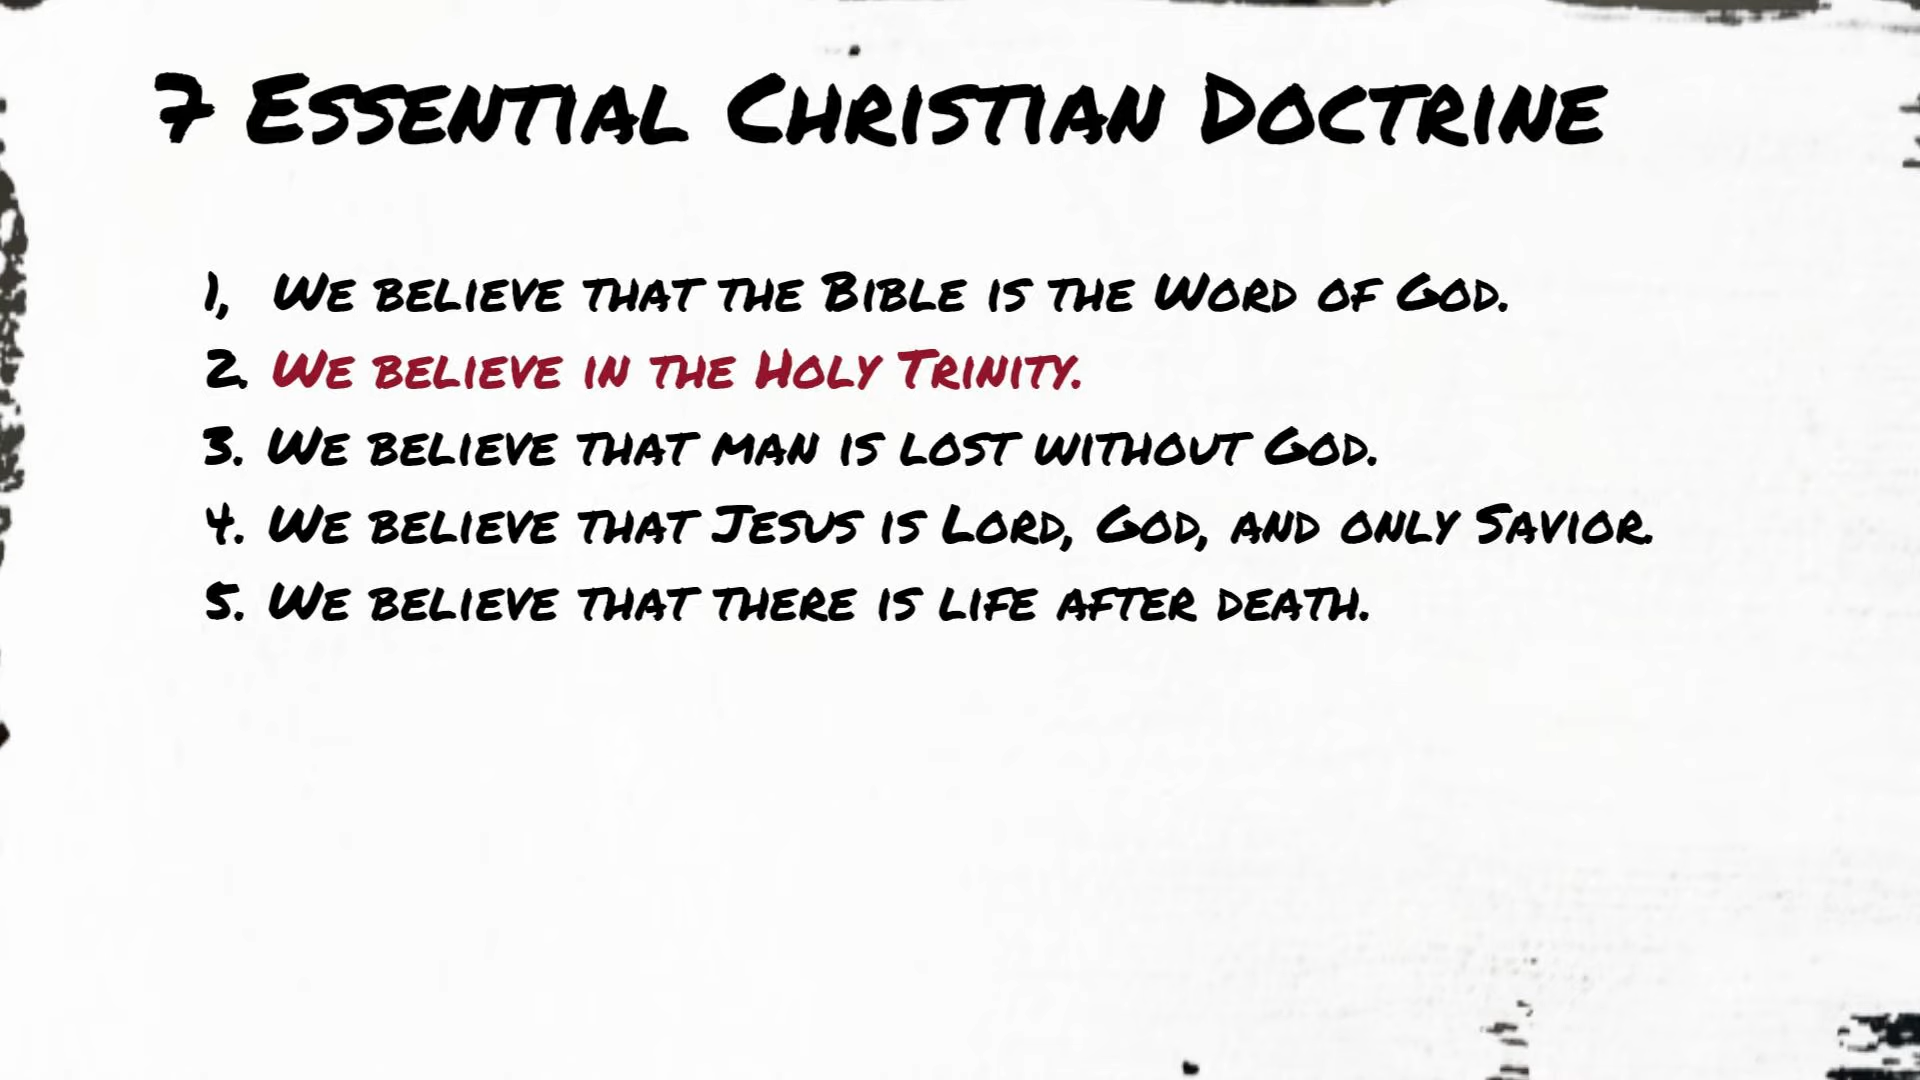 7 Essential Christian Doctrine
1, We believe that the Bible is the Word of God.
2. We believe in the Holy Trinity.
3. We believe that man is lost without God.
4. We believe that Jesus is Lord, God, and only Savior.
5. We believe that there is life after death.